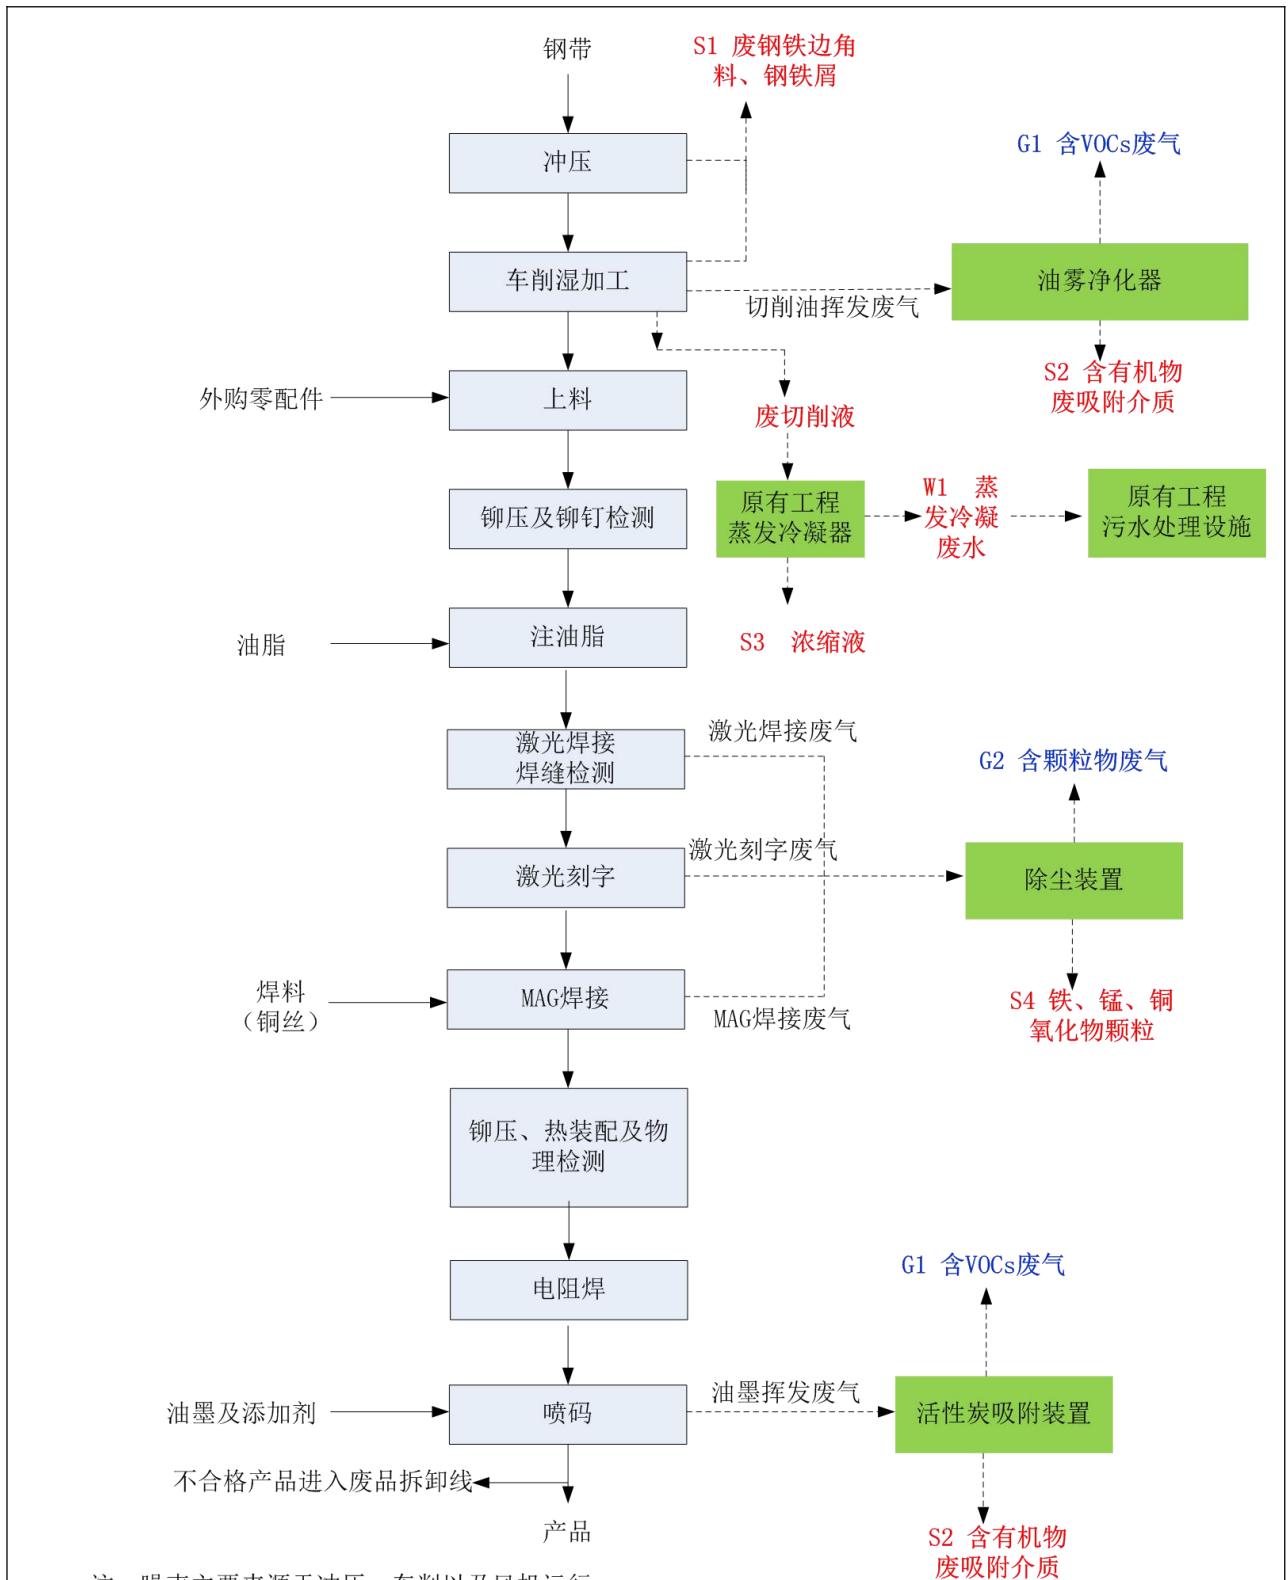 钢带
S1 废钢铁边角
料、钢铁屑
冲压
G1 含VOCs废气
车削湿加工
油雾净化器
切削油挥发废气
S2 含有机物
废吸附介质
外购零配件
上料
废切削液
铆压及铆钉检测
原有工程
蒸发冷凝器
W1 蒸
发冷凝
废水
原有工程
污水处理设施
油脂
注油脂
S3 浓缩液
激光焊接
焊缝检测
激光焊接废气
G2 含颗粒物废气
激光刻字
激光刻字废气
除尘装置
焊料
（铜丝）
MAG焊接
MAG焊接废气
S4 铁、锰、铜
氧化物颗粒
铆压、热装配及物
理检测
电阻焊
G1 含VOCs废气
油墨及添加剂
喷码
油墨挥发废气
活性炭吸附装置
不合格产品进入废品拆卸线
产品
S2 含有机物
废吸附介质